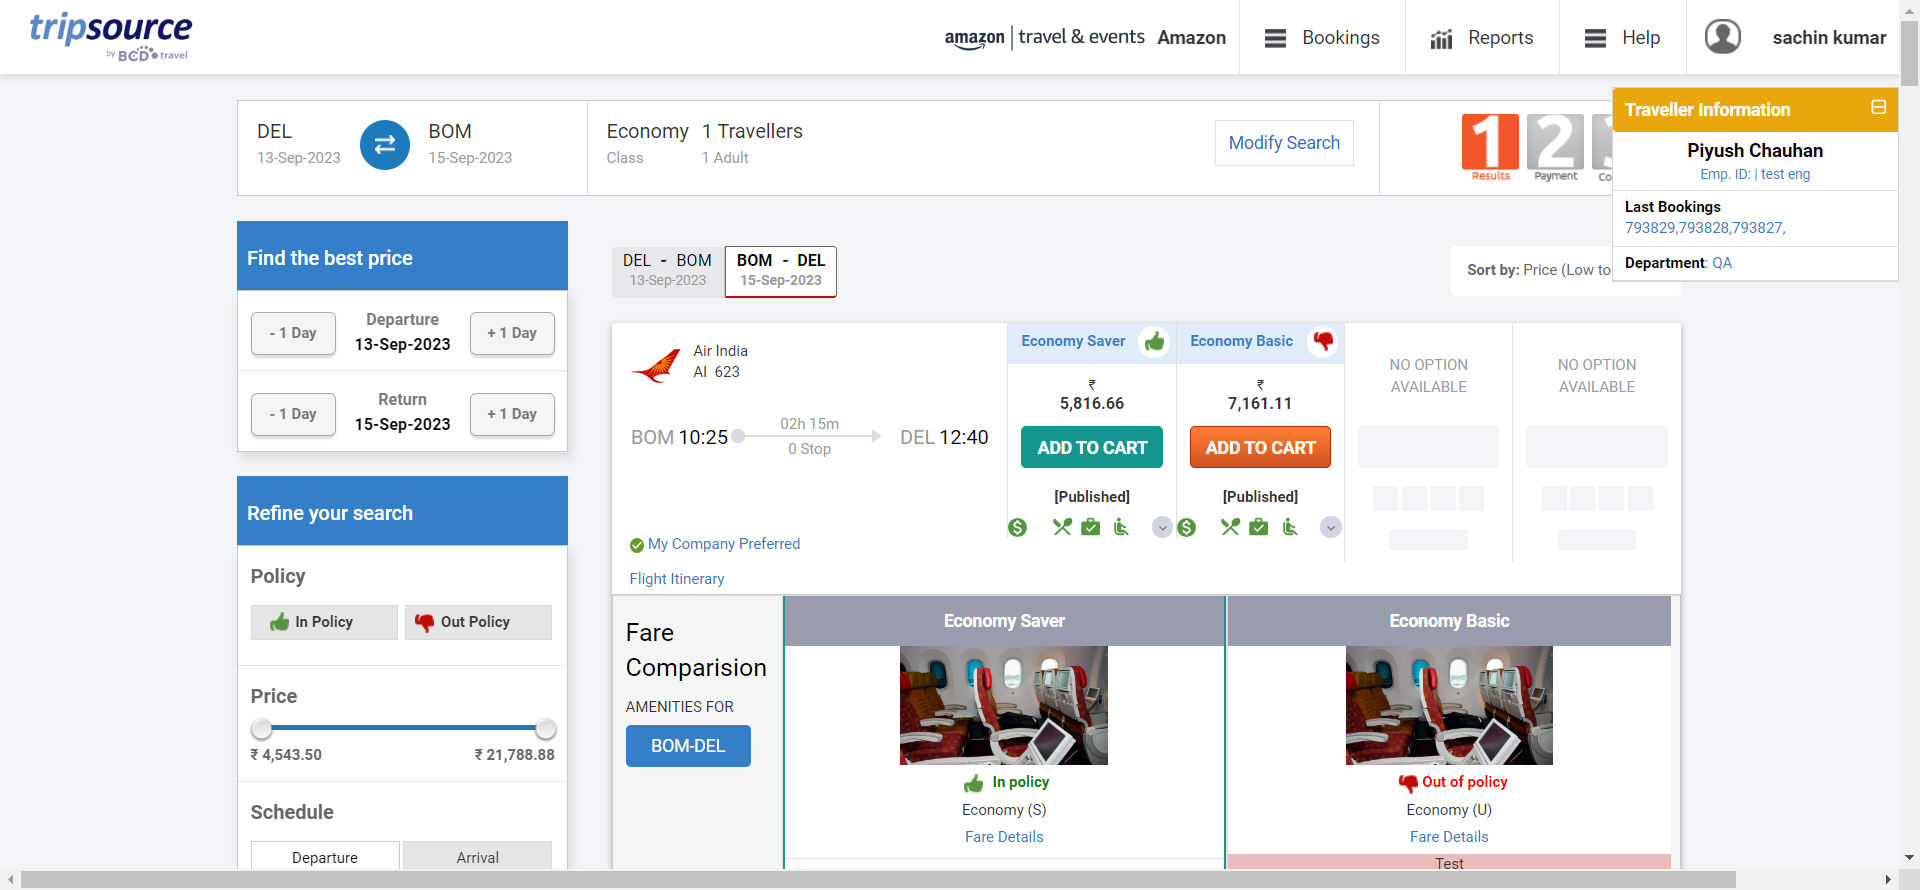 tripsource
by BCD travel
amazon | travel & events Amazon
Bookings
Reports
Help
sachin kumar
DEL
13-Sep-2023
BOM
15-Sep-2023
Economy 1 Travellers
Class 1 Adult
Modify Search
1 2
Results Payment Co
Traveller Information
Piyush Chauhan
Emp. ID: | test eng
Last Bookings
793829,793828,793827,
Department: QA
Find the best price
- 1 Day
Departure
13-Sep-2023
+ 1 Day
- 1 Day
Return
15-Sep-2023
+ 1 Day
Refine your search
Policy
In Policy
Out Policy
Price
₹ 4,543.50 ₹ 21,788.88
Schedule
Departure Arrival
DEL - BOM
13-Sep-2023
BOM - DEL
15-Sep-2023
Sort by: Price (Low to
Air India
AI 623
BOM 10:25
02h 15m
0 Stop
DEL 12:40
My Company Preferred
Flight Itinerary
Economy Saver
₹
5,816.66
ADD TO CART
[Published]
Economy Basic
₹
7,161.11
ADD TO CART
[Published]
NO OPTION
AVAILABLE
NO OPTION
AVAILABLE
Fare
Comparision
AMENITIES FOR
BOM-DEL
Economy Saver
In policy
Economy (S)
Fare Details
Economy Basic
Out of policy
Economy (U)
Fare Details
Test